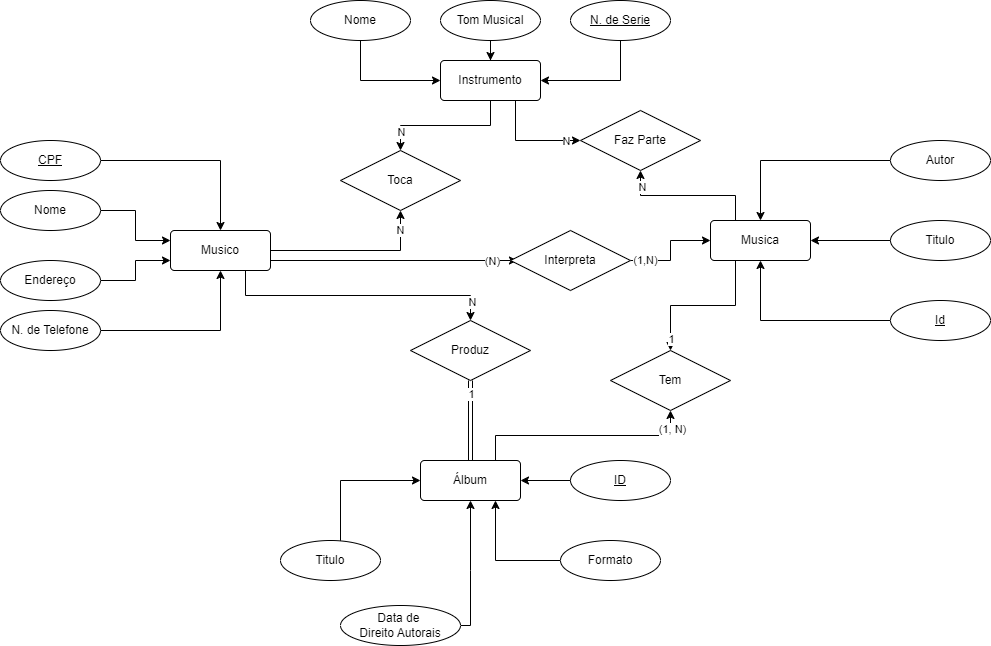 Nome
Tom Musical
N. de Serie
Instrumento
N
N
Faz Parte
CPF
Toca
N
Autor
Nome
N
Musico
Musica
Titulo
(N)
Interpreta
(1,N)
Endereço
N
N. de Telefone
Id
,1
Produz
Tem
1
(1, N)
Álbum
ID
Titulo
Formato
Data de
Direito Autorais